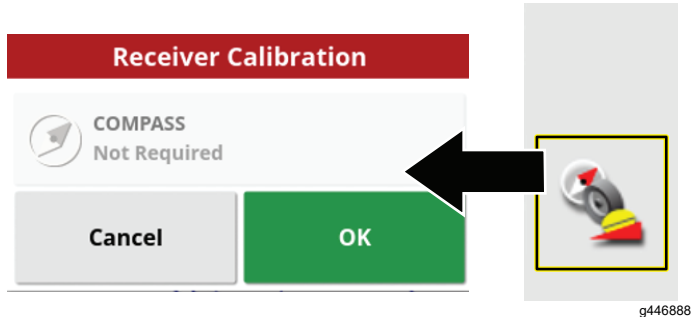 Receiver Calibration
COMPASS
Not Required
Cancel
OK
g446888